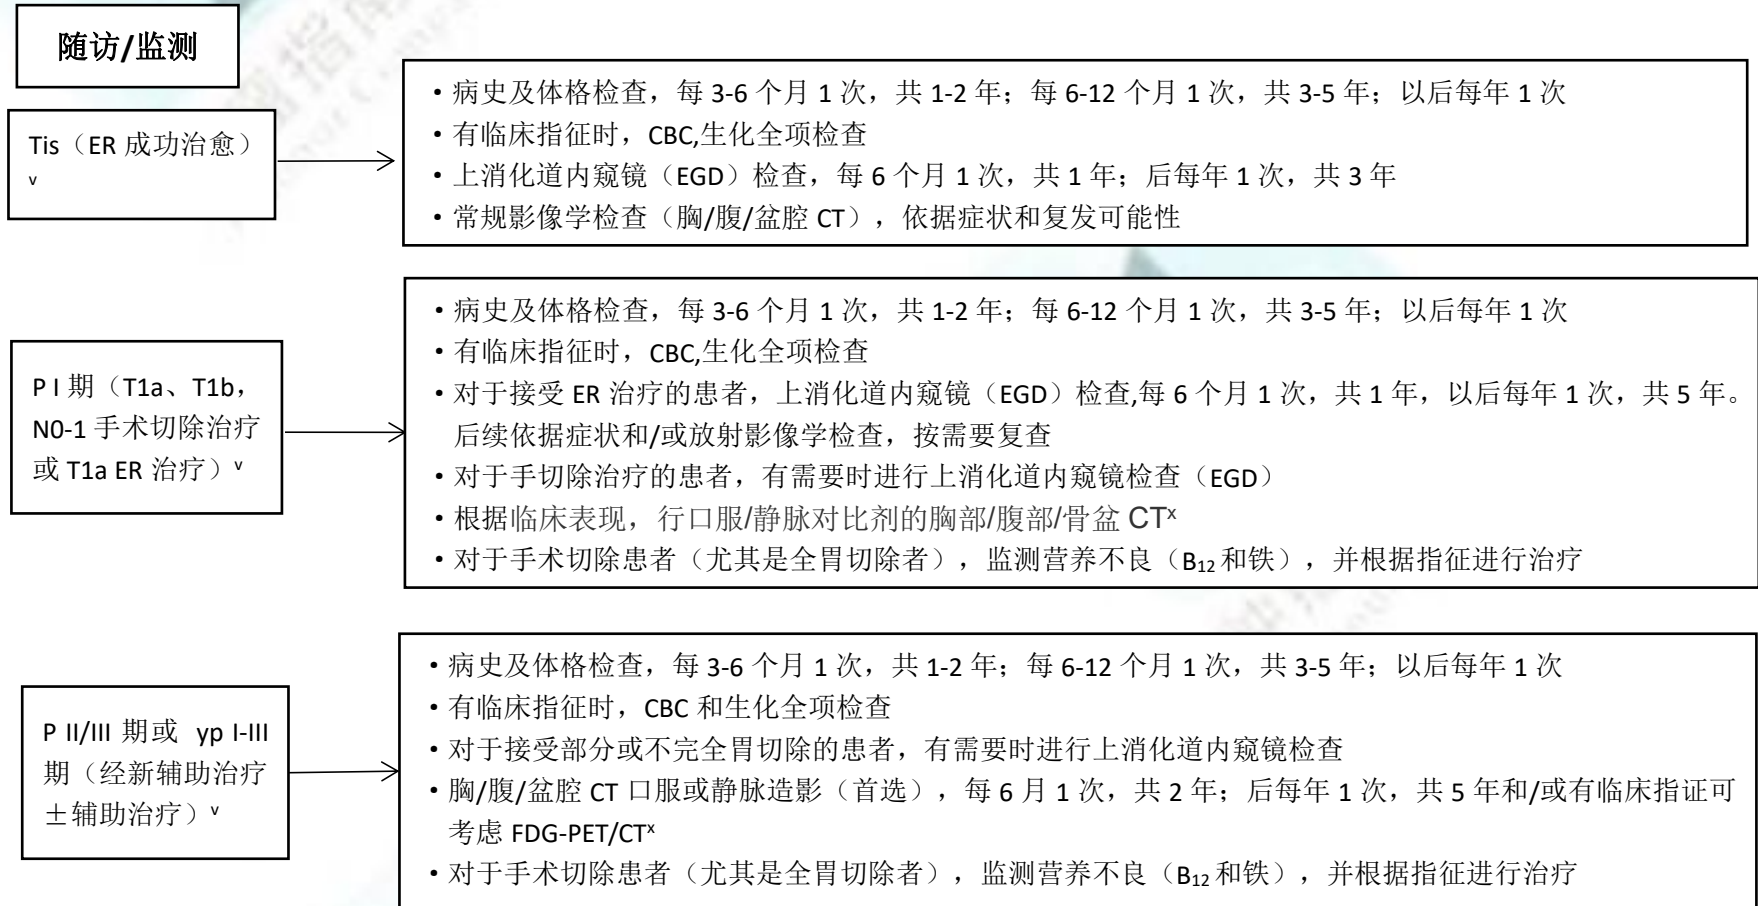 随访/监测
Tis（ER 成功治愈）
v
• 病史及体格检查，每 3-6 个月 1 次，共 1-2 年；每 6-12 个月 1 次，共 3-5 年；以后每年 1 次
• 有临床指征时，CBC,生化全项检查
• 上消化道内窥镜（EGD）检查，每 6 个月 1 次，共 1 年；后每年 1 次，共 3 年
• 常规影像学检查（胸/腹/盆腔 CT），依据症状和复发可能性
P I 期（T1a、T1b，
N0-1 手术切除治疗
或 T1a ER 治疗）v
• 病史及体格检查，每 3-6 个月 1 次，共 1-2 年；每 6-12 个月 1 次，共 3-5 年；以后每年 1 次
• 有临床指征时，CBC,生化全项检查
• 对于接受 ER 治疗的患者，上消化道内窥镜（EGD）检查,每 6 个月 1 次，共 1 年，以后每年 1 次，共 5 年。
后续依据症状和/或放射影像学检查，按需要复查
• 对于手切除治疗的患者，有需要时进行上消化道内窥镜检查（EGD）
• 根据临床表现，行口服/静脉对比剂的胸部/腹部/骨盆 CTx
• 对于手术切除患者（尤其是全胃切除者），监测营养不良（B12 和铁），并根据指征进行治疗
P II/III 期或 yp I-III
期（经新辅助治疗
±辅助治疗）v
• 病史及体格检查，每 3-6 个月 1 次，共 1-2 年；每 6-12 个月 1 次，共 3-5 年；以后每年 1 次
• 有临床指征时，CBC 和生化全项检查
• 对于接受部分或不完全胃切除的患者，有需要时进行上消化道内窥镜检查
• 胸/腹/盆腔 CT 口服或静脉造影（首选），每 6 月 1 次，共 2 年；后每年 1 次，共 5 年和/或有临床指证可
考虑 FDG-PET/CTx
• 对于手术切除患者（尤其是全胃切除者），监测营养不良（B12 和铁），并根据指征进行治疗